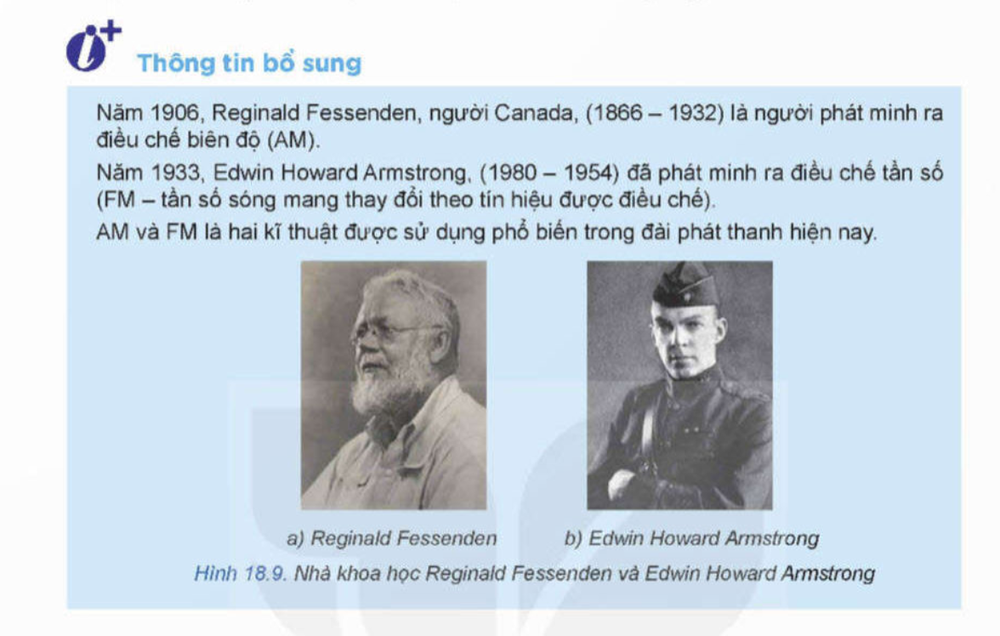 i+
Thông tin bổ sung
Năm 1906, Reginald Fessenden, người Canada, (1866 – 1932) là người phát minh ra
điều chế biên độ (AM).
Năm 1933, Edwin Howard Armstrong, (1980 – 1954) đã phát minh ra điều chế tần số
(FM – tần số sóng mang thay đổi theo tín hiệu được điều chế).
AM và FM là hai kĩ thuật được sử dụng phổ biến trong đài phát thanh hiện nay.
a) Reginald Fessenden b) Edwin Howard Armstrong
Hình 18.9. Nhà khoa học Reginald Fessenden và Edwin Howard Armstrong